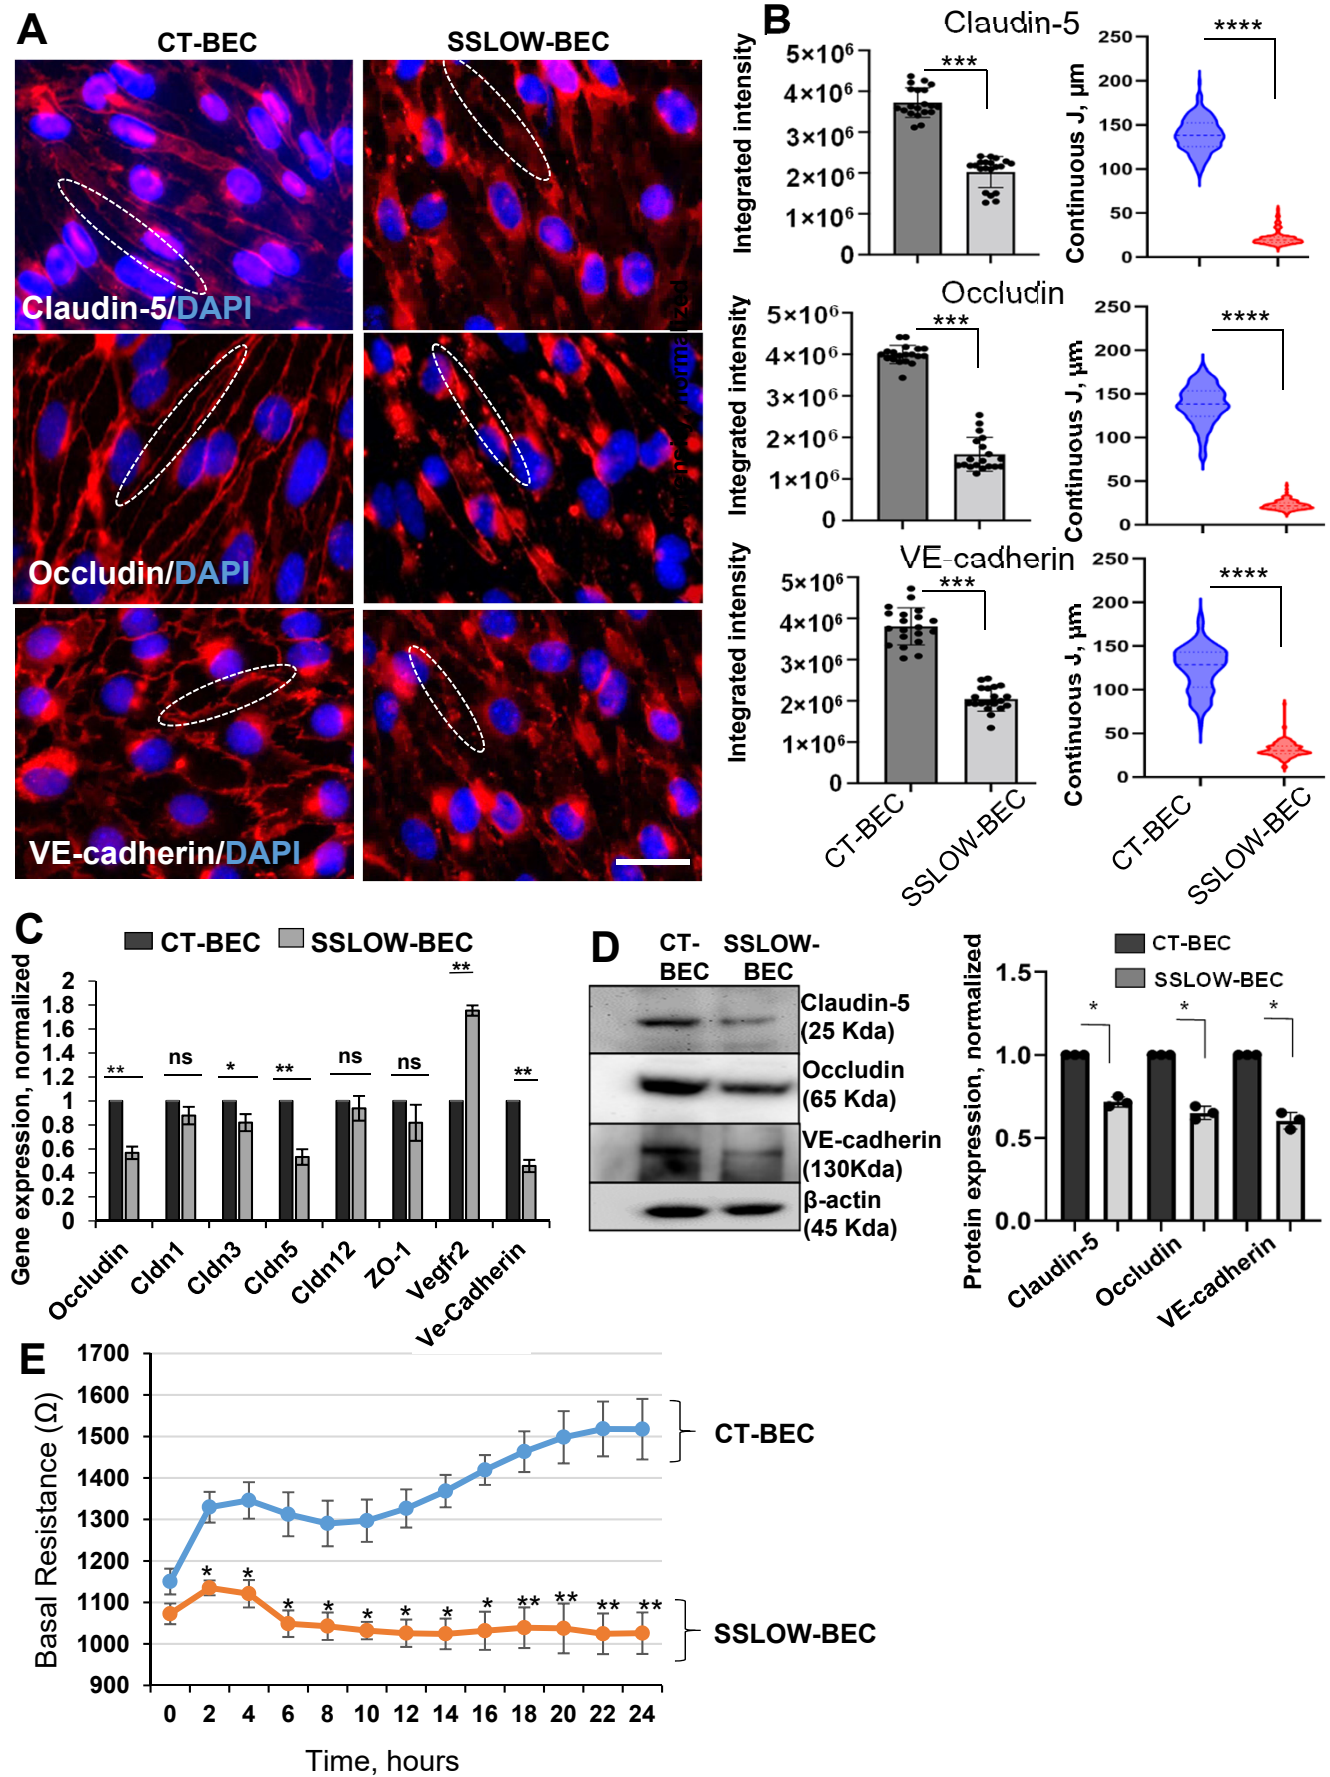 A
CT-BEC
SSLOW-BEC
Claudin-5/DAPI
Occludin/DAPI
VE-cadherin/DAPI
B
Claudin-5
Integrated intensity
5×10⁶
4×10⁶
3×10⁶
2×10⁶
1×10⁶
0
***
Continuous J, µm
250
200
150
100
50
0
****
Occludin
Integrated intensity
5×10⁶
4×10⁶
3×10⁶
2×10⁶
1×10⁶
0
***
Continuous J, µm
250
200
150
100
50
0
****
VE-cadherin
Integrated intensity
5×10⁶
4×10⁶
3×10⁶
2×10⁶
1×10⁶
0
***
CT-BEC
SSLOW-BEC
Continuous J, µm
250
200
150
100
50
0
****
CT-BEC
SSLOW-BEC
C
CT-BEC
SSLOW-BEC
Gene expression, normalized
2
1.8
1.6
1.4
1.2
1
0.8
0.6
0.4
0.2
0
**
ns
*
**
ns
ns
**
**
Occludin
Cldn1
Cldn3
Cldn5
Cldn12
ZO-1
Vegfr2
Ve-Cadherin
D
CT-
BEC
SSLOW-
BEC
Claudin-5
(25 Kda)
Occludin
(65 Kda)
VE-cadherin
(130Kda)
β-actin
(45 Kda)
Protein expression, normalized
CT-BEC
SSLOW-BEC
1.5
1.0
0.5
0.0
*
*
*
Claudin-5
Occludin
VE-cadherin
E
Basal Resistance (Ω)
1700
1600
1500
1400
1300
1200
1100
1000
900
* * * * * * * * ** ** ** **
CT-BEC
SSLOW-BEC
0 2 4 6 8 10 12 14 16 18 20 22 24
Time, hours